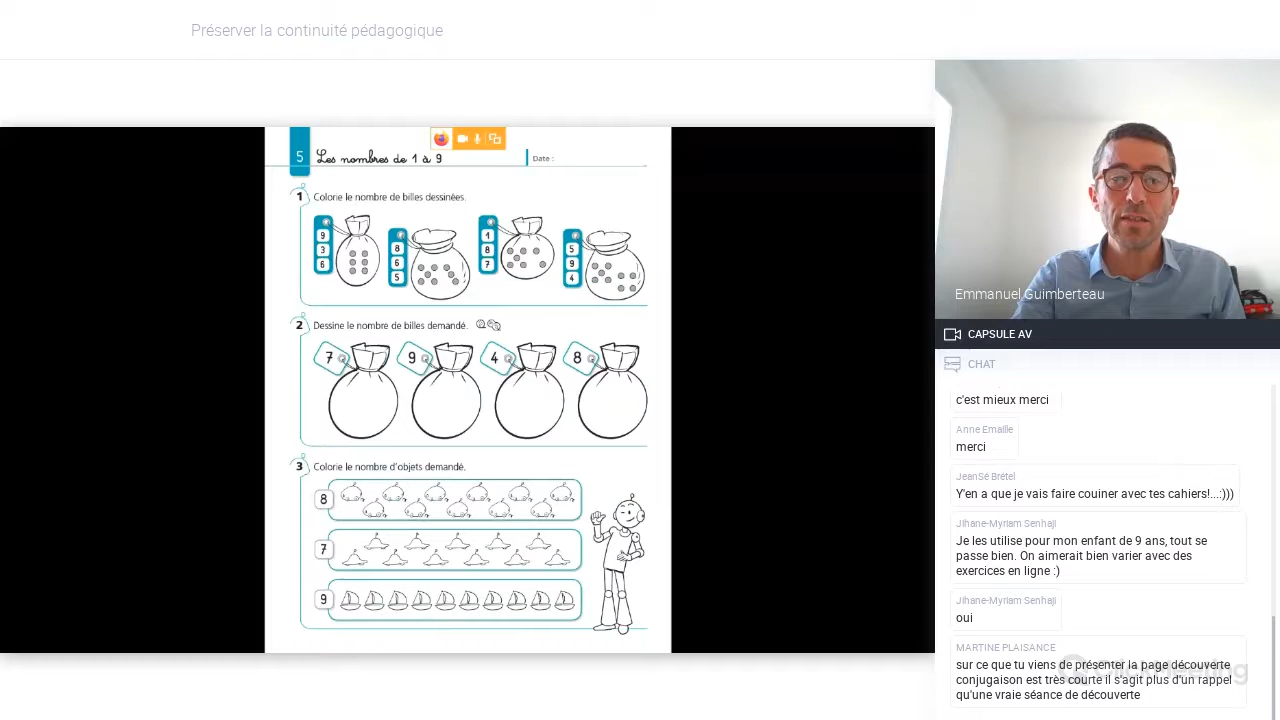 Préserver la continuité pédagogique
5 Les nombres de 1 à 9
Date :
1 Colorie le nombre de billes dessinées.
9
3
6
8
6
5
1
8
7
5
9
4
2 Dessine le nombre de billes demandé.
7 9 4 8
3 Colorie le nombre d'objets demandé.
8
7
9
Emmanuel Guimberteau
CAPSULE AV
CHAT
c'est mieux merci
Anne Emaille
merci
JeanSé Brétel
Y'en a que je vais faire couiner avec tes cahiers!...:)))
Jihane-Myriam Senhaji
Je les utilise pour mon enfant de 9 ans, tout se
passe bien. On aimerait bien varier avec des
exercices en ligne :)
Jihane-Myriam Senhaji
oui
MARTINE PLAISANCE
sur ce que tu viens de présenter la page découverte
conjugaison est très courte il s'agit plus d'un rappel
qu'une vraie séance de découverte